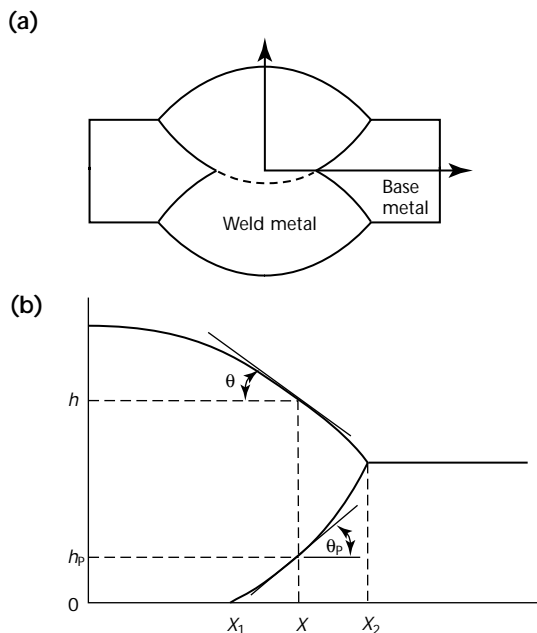 (a)
Base
metal
Weld metal
(b)
θ
h
θP
hP
0
X1 X X2